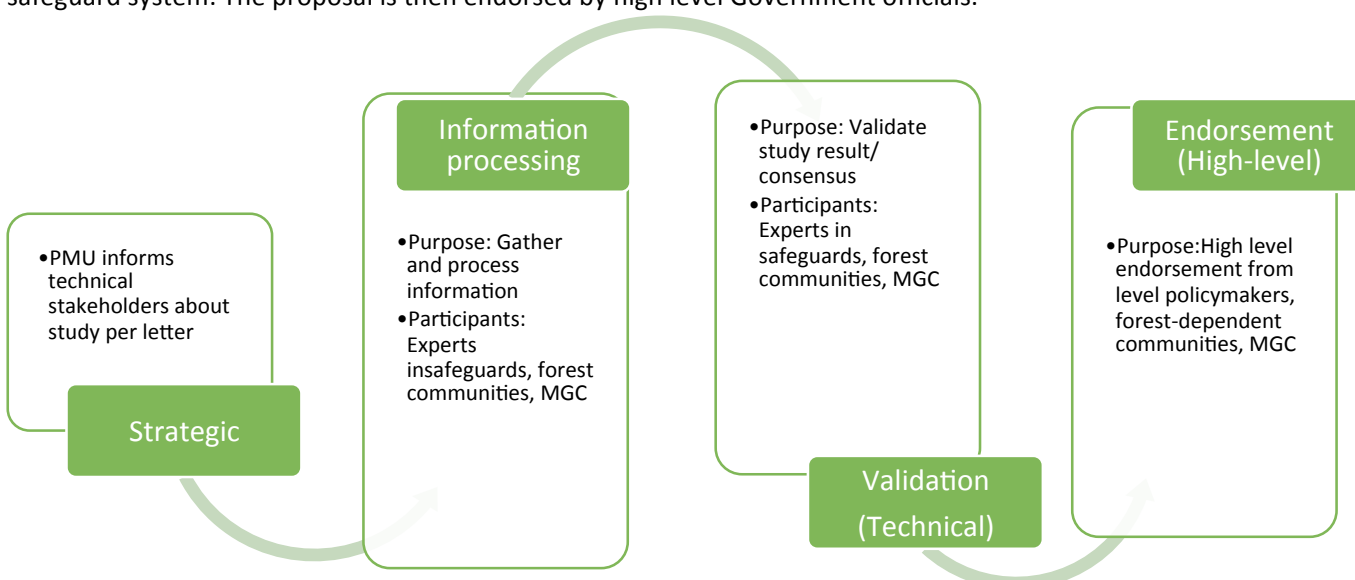 safeguard system. The proposal is then endorsed by high level Government officials.
•PMU informs
technical
stakeholders about
study per letter
Strategic
Information
processing
•Purpose: Gather
and process
information
•Participants:
Experts
insafeguards, forest
communities, MGC
•Purpose: Validate
study result/
consensus
•Participants:
Experts in
safeguards, forest
communities, MGC
Validation
(Technical)
Endorsement
(High-level)
•Purpose:High level
endorsement from
level policymakers,
forest-dependent
communities, MGC